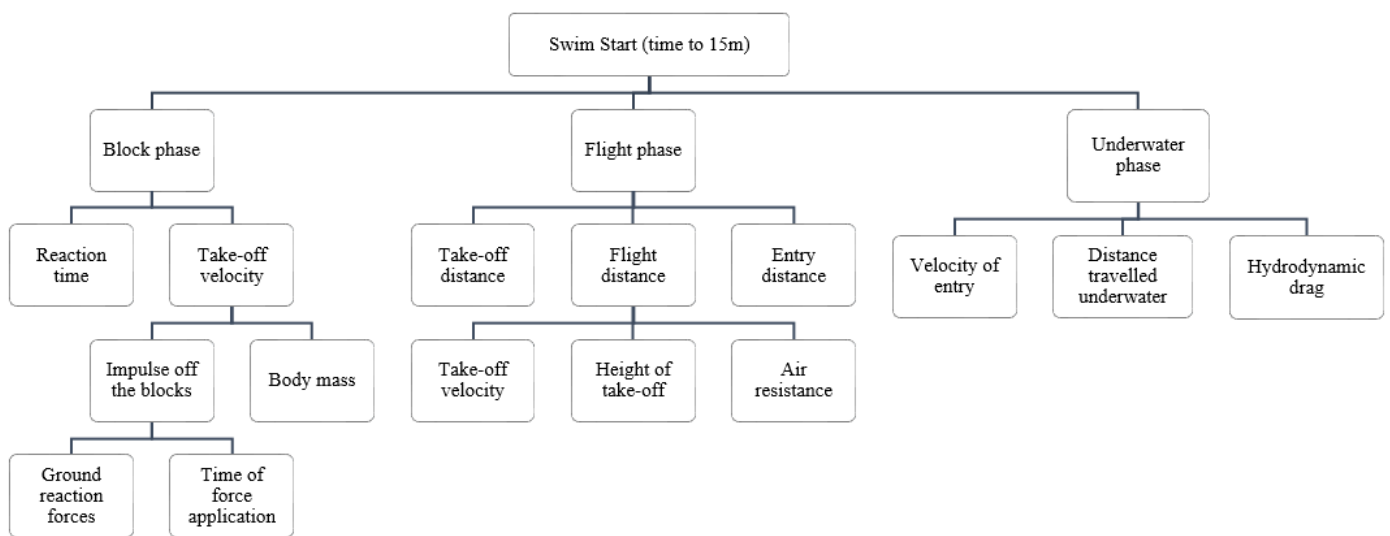 Swim Start (time to 15m)
Block phase
Flight phase
Underwater
phase
Reaction
time
Take-off
velocity
Take-off
distance
Flight
distance
Entry
distance
Velocity of
entry
Distance
travelled
underwater
Hydrodynamic
drag
Impulse off
the blocks
Body mass
Take-off
velocity
Height of
take-off
Air
resistance
Ground
reaction
forces
Time of
force
application